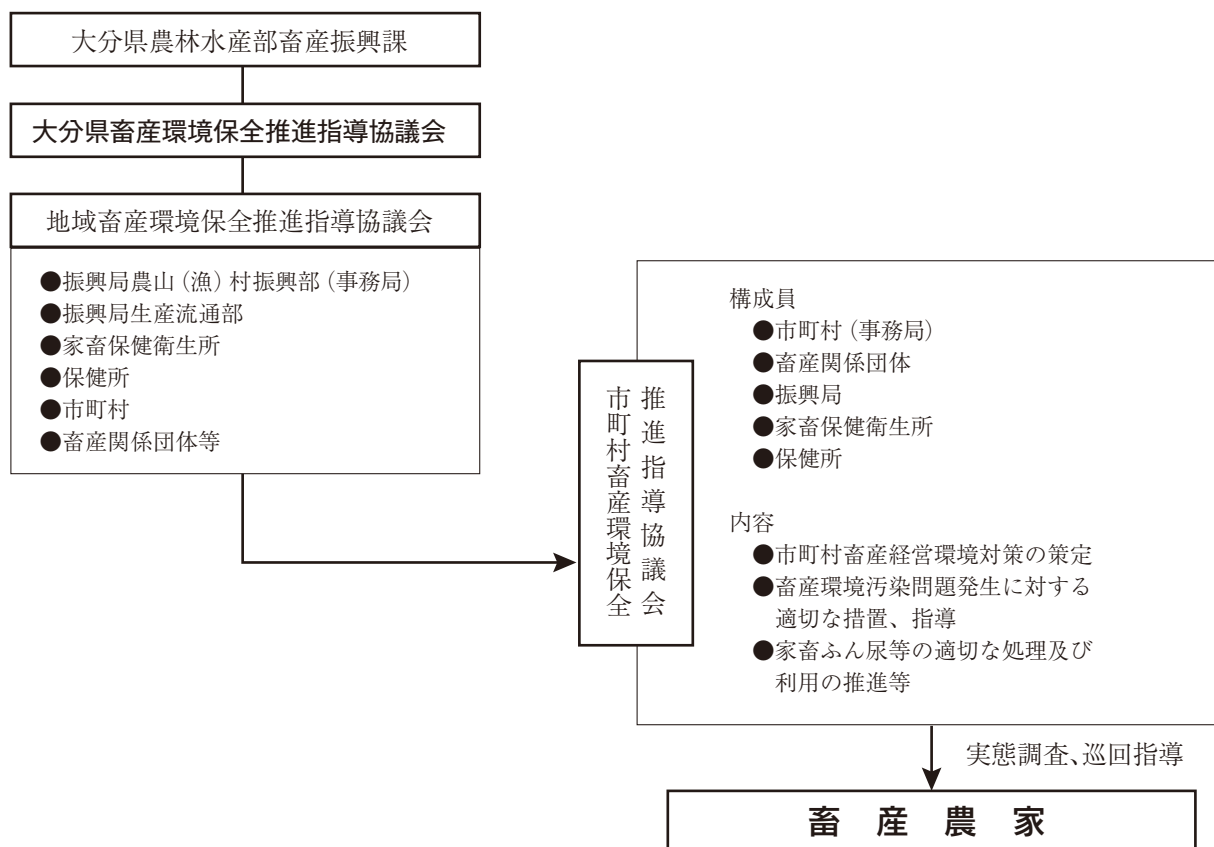 大分県農林水産部畜産振興課
大分県畜産環境保全推進指導協議会
地域畜産環境保全推進指導協議会
●振興局農山（漁）村振興部（事務局）
●振興局生産流通部
●家畜保健衛生所
●保健所
●市町村
●畜産関係団体等
市町村畜産環境保全
推進指導協議会
構成員
●市町村（事務局）
●畜産関係団体
●振興局
●家畜保健衛生所
●保健所
内容
●市町村畜産経営環境対策の策定
●畜産環境汚染問題発生に対する
適切な措置、指導
●家畜ふん尿等の適切な処理及び
利用の推進等
実態調査、巡回指導
畜産農家